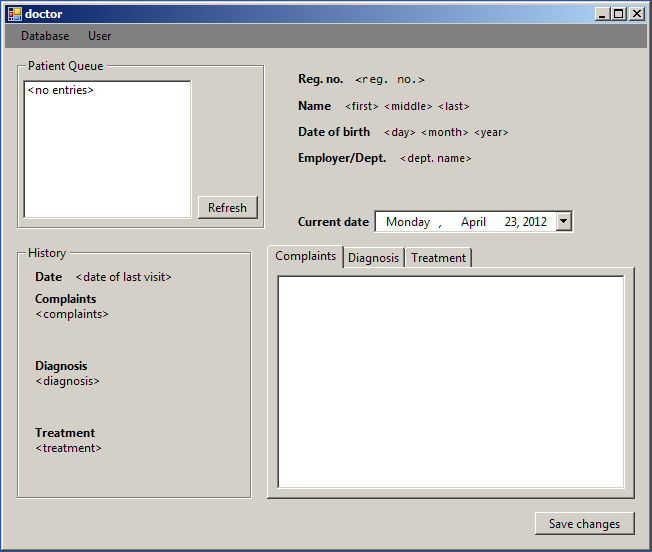 doctor
Database User
Patient Queue
<no entries>
Refresh
Reg. no. <reg. no.>
Name <first> <middle> <last>
Date of birth <day> <month> <year>
Employer/Dept. <dept. name>
Current date Monday , April 23, 2012
History
Date <date of last visit>
Complaints
<complaints>
Diagnosis
<diagnosis>
Treatment
<treatment>
Complaints Diagnosis Treatment
Save changes